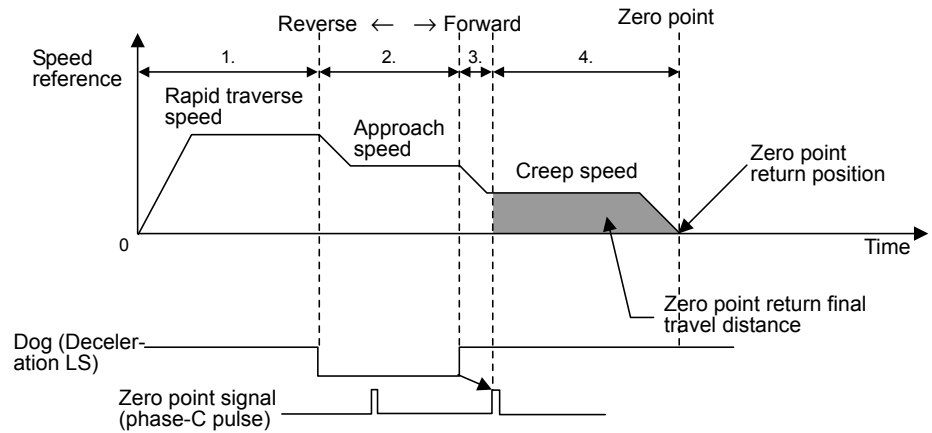 Reverse ← → Forward
Zero point
Speed
reference
1.
2.
3.
4.
Rapid traverse
speed
Approach
speed
Creep speed
Zero point
return position
0
Time
Zero point return final
travel distance
Dog (Deceler-
ation LS)
Zero point signal
(phase-C pulse)